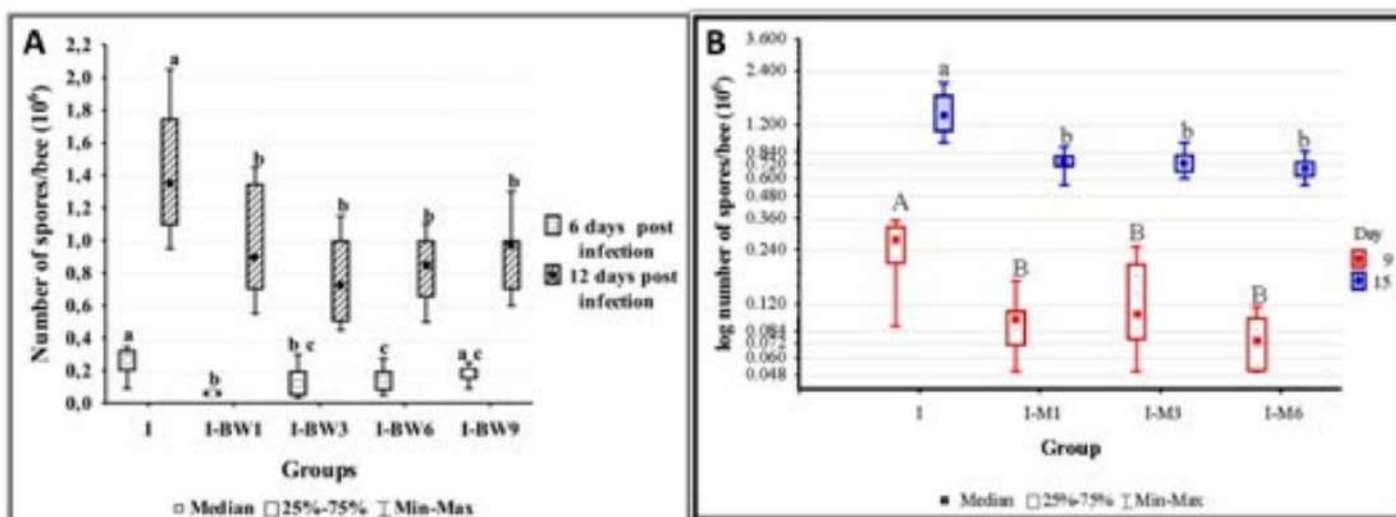 A
Number of spores/bee (10⁶)
2,2
2,0
1,8
1,6
1,4
1,2
1,0
0,8
0,6
0,4
0,2
0,0
a
b
b
b
b
a
b
b c
c
a c
I I-BW1 I-BW3 I-BW6 I-BW9
Groups
6 days post
infection
12 days post
infection
Median 25%-75% Min-Max
B
log number of spores/bee (10⁶)
3.600
2.400
1.200
0.840
0.720
0.600
0.480
0.360
0.240
0.120
0.084
0.072
0.060
0.048
a
b
b
b
A
B
B
B
I I-M1 I-M3 I-M6
Group
Day
9
15
Median 25%-75% Min-Max